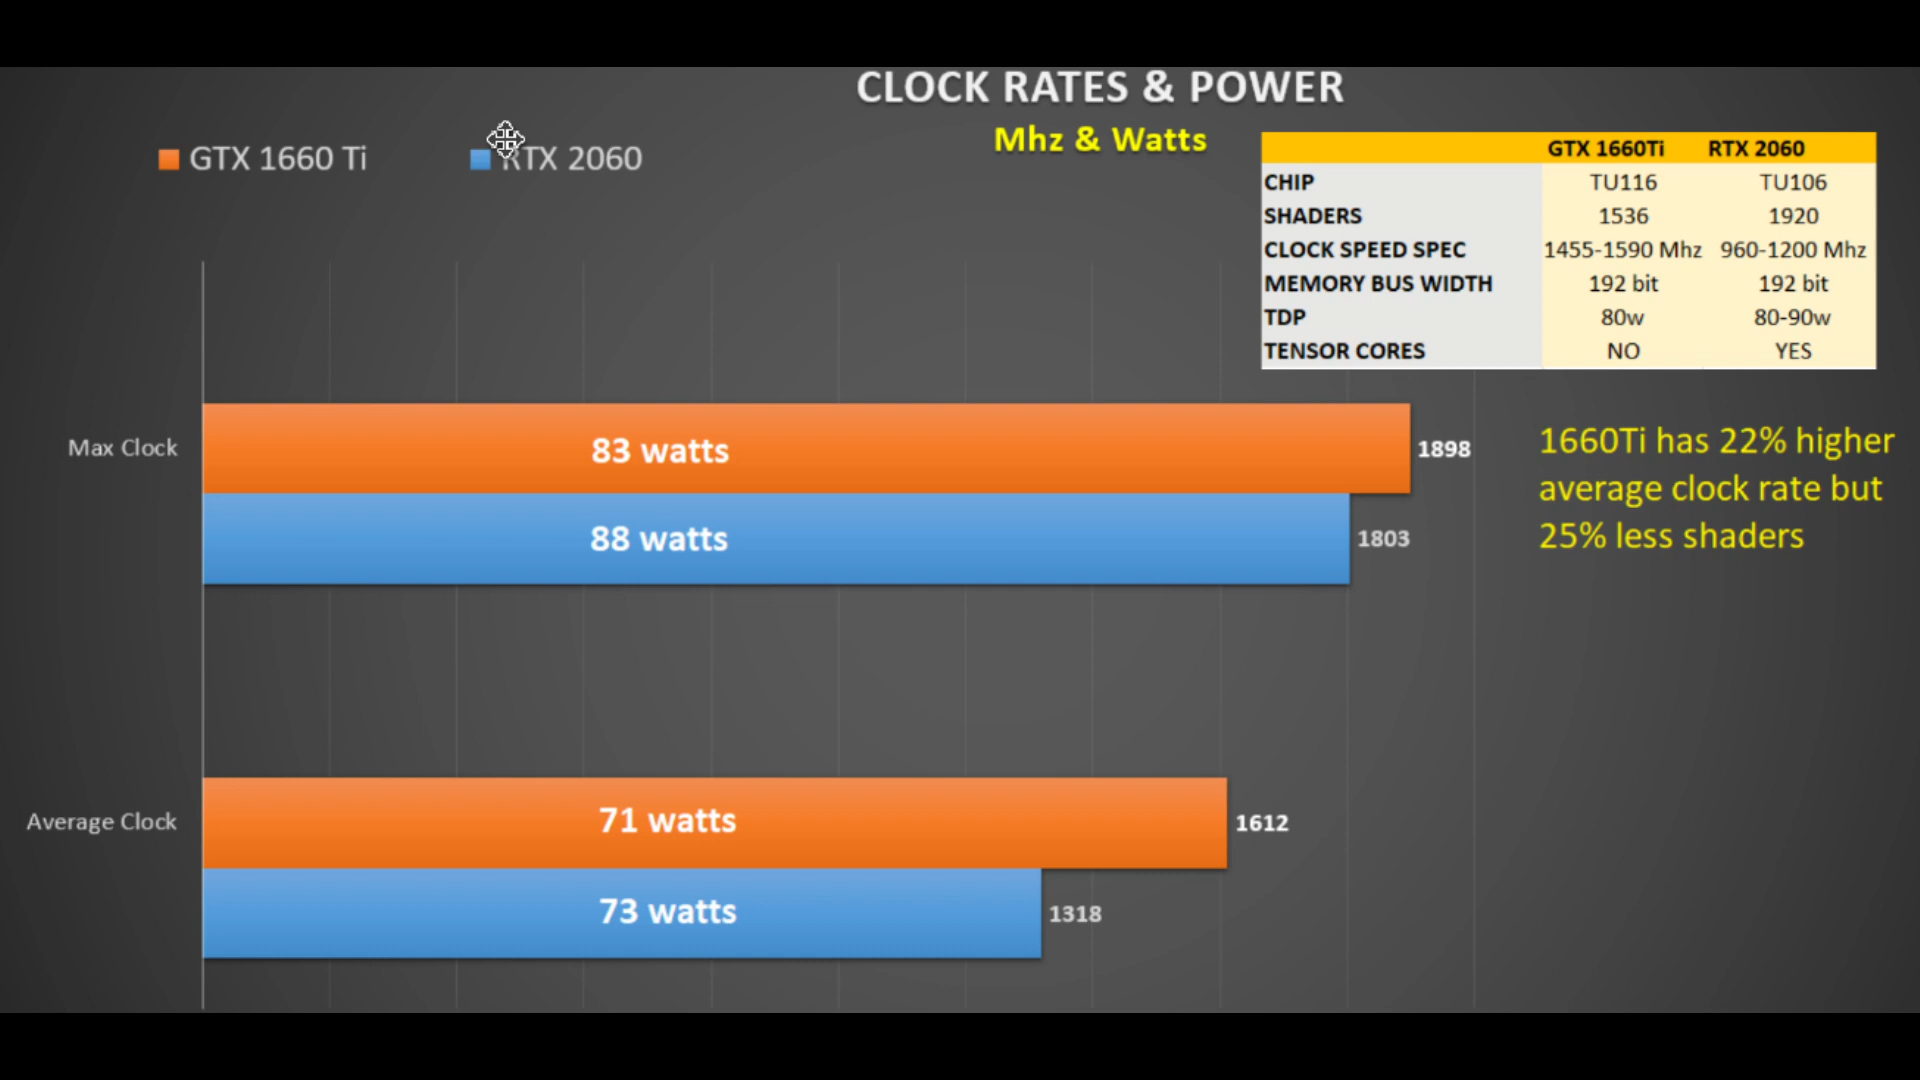 CLOCK RATES & POWER
Mhz & Watts
GTX 1660 Ti RTX 2060
GTX 1660Ti RTX 2060
CHIP TU116 TU106
SHADERS 1536 1920
CLOCK SPEED SPEC 1455-1590 Mhz 960-1200 Mhz
MEMORY BUS WIDTH 192 bit 192 bit
TDP 80w 80-90w
TENSOR CORES NO YES
Max Clock 83 watts 1898
88 watts 1803
1660Ti has 22% higher
average clock rate but
25% less shaders
Average Clock 71 watts 1612
73 watts 1318